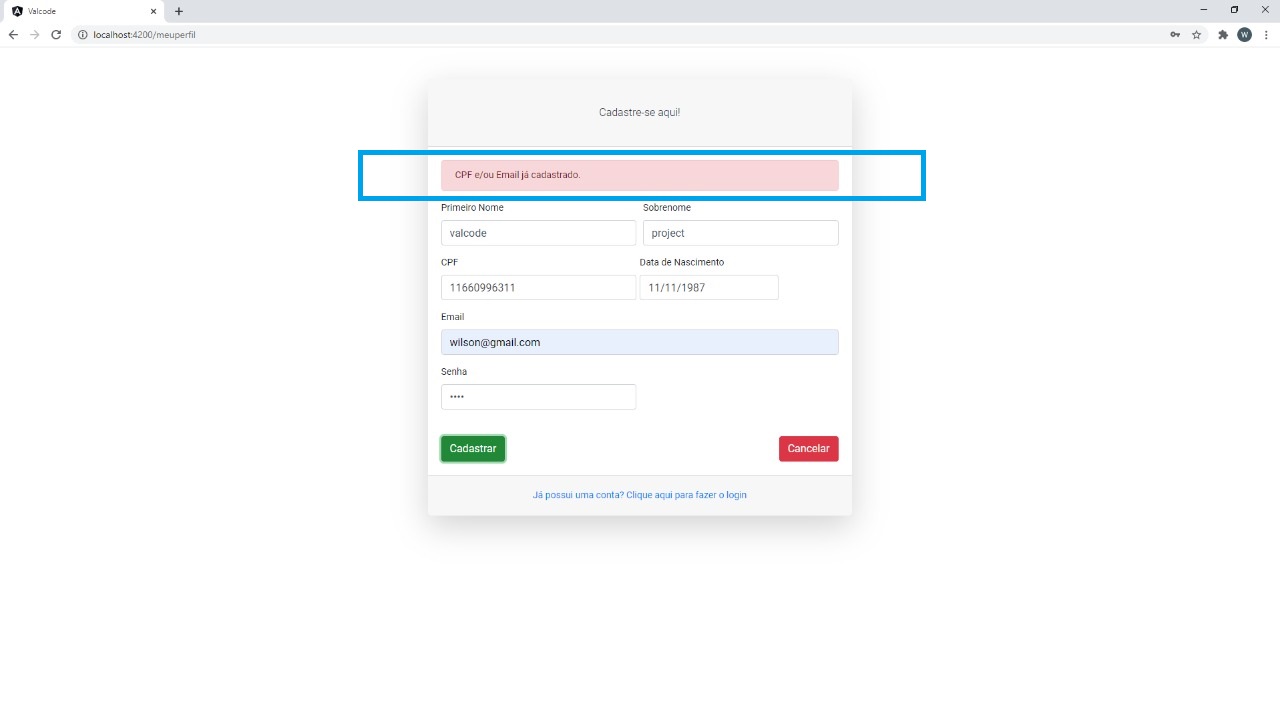 Valcode
localhost:4200/meuperfil
W
Cadastre-se aqui!
CPF e/ou Email já cadastrado.
Primeiro Nome Sobrenome
valcode project
CPF Data de Nascimento
11660996311 11/11/1987
Email
wilson@gmail.com
Senha
••••
Cadastrar Cancelar
Já possui uma conta? Clique aqui para fazer o login